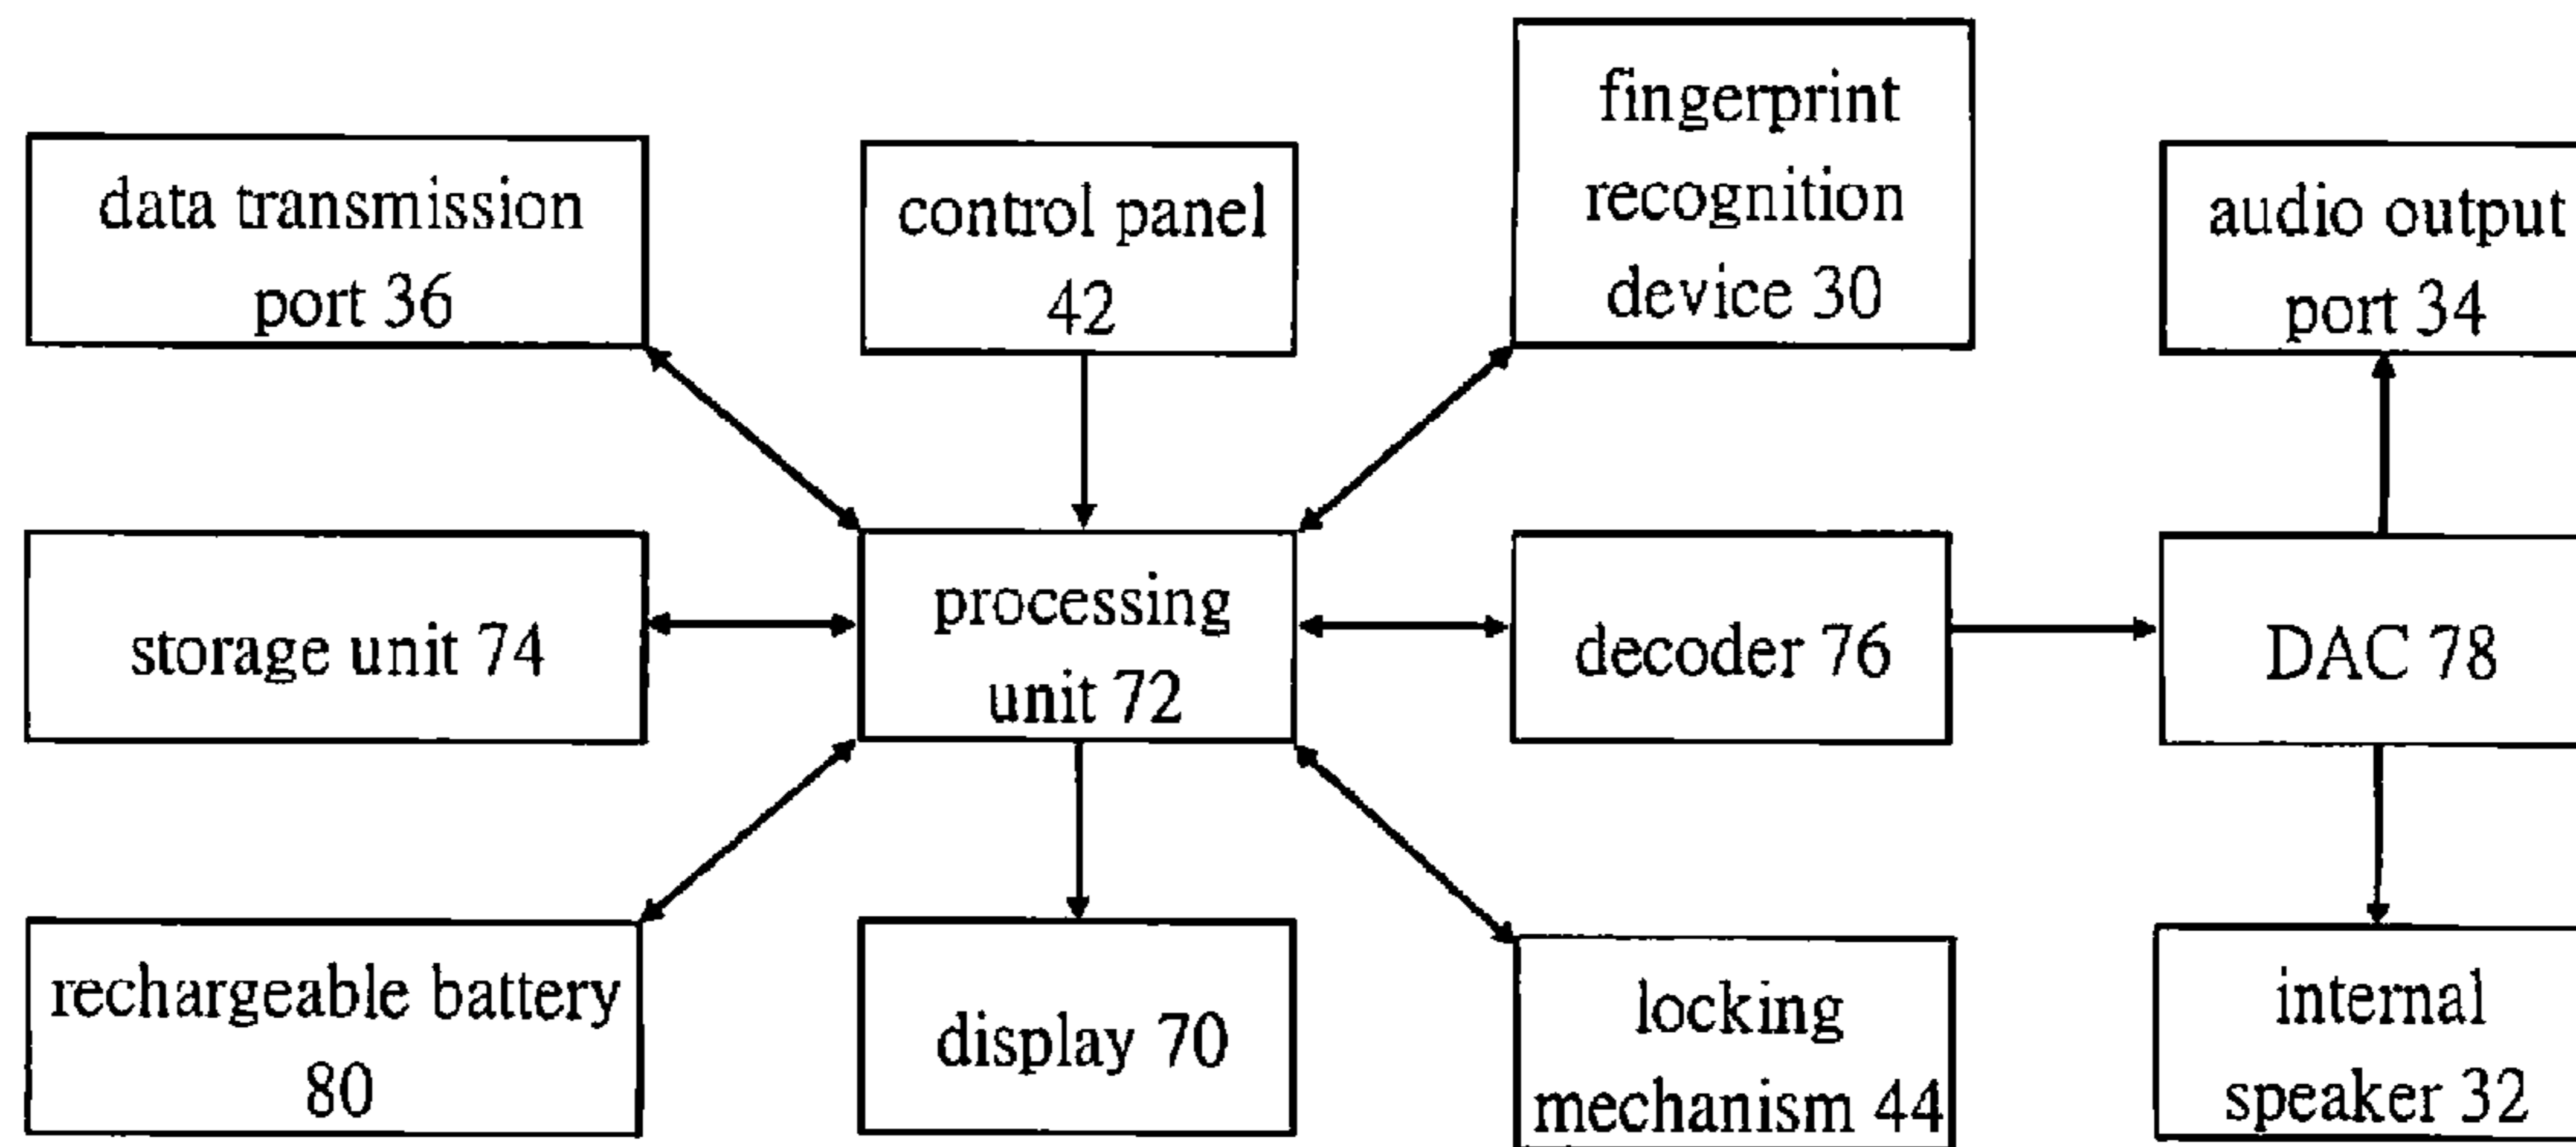 data transmission
port 36
control panel
42
fingerprint
recognition
device 30
audio output
port 34
storage unit 74
processing
unit 72
decoder 76
DAC 78
rechargeable battery
80
display 70
locking
mechanism 44
internal
speaker 32